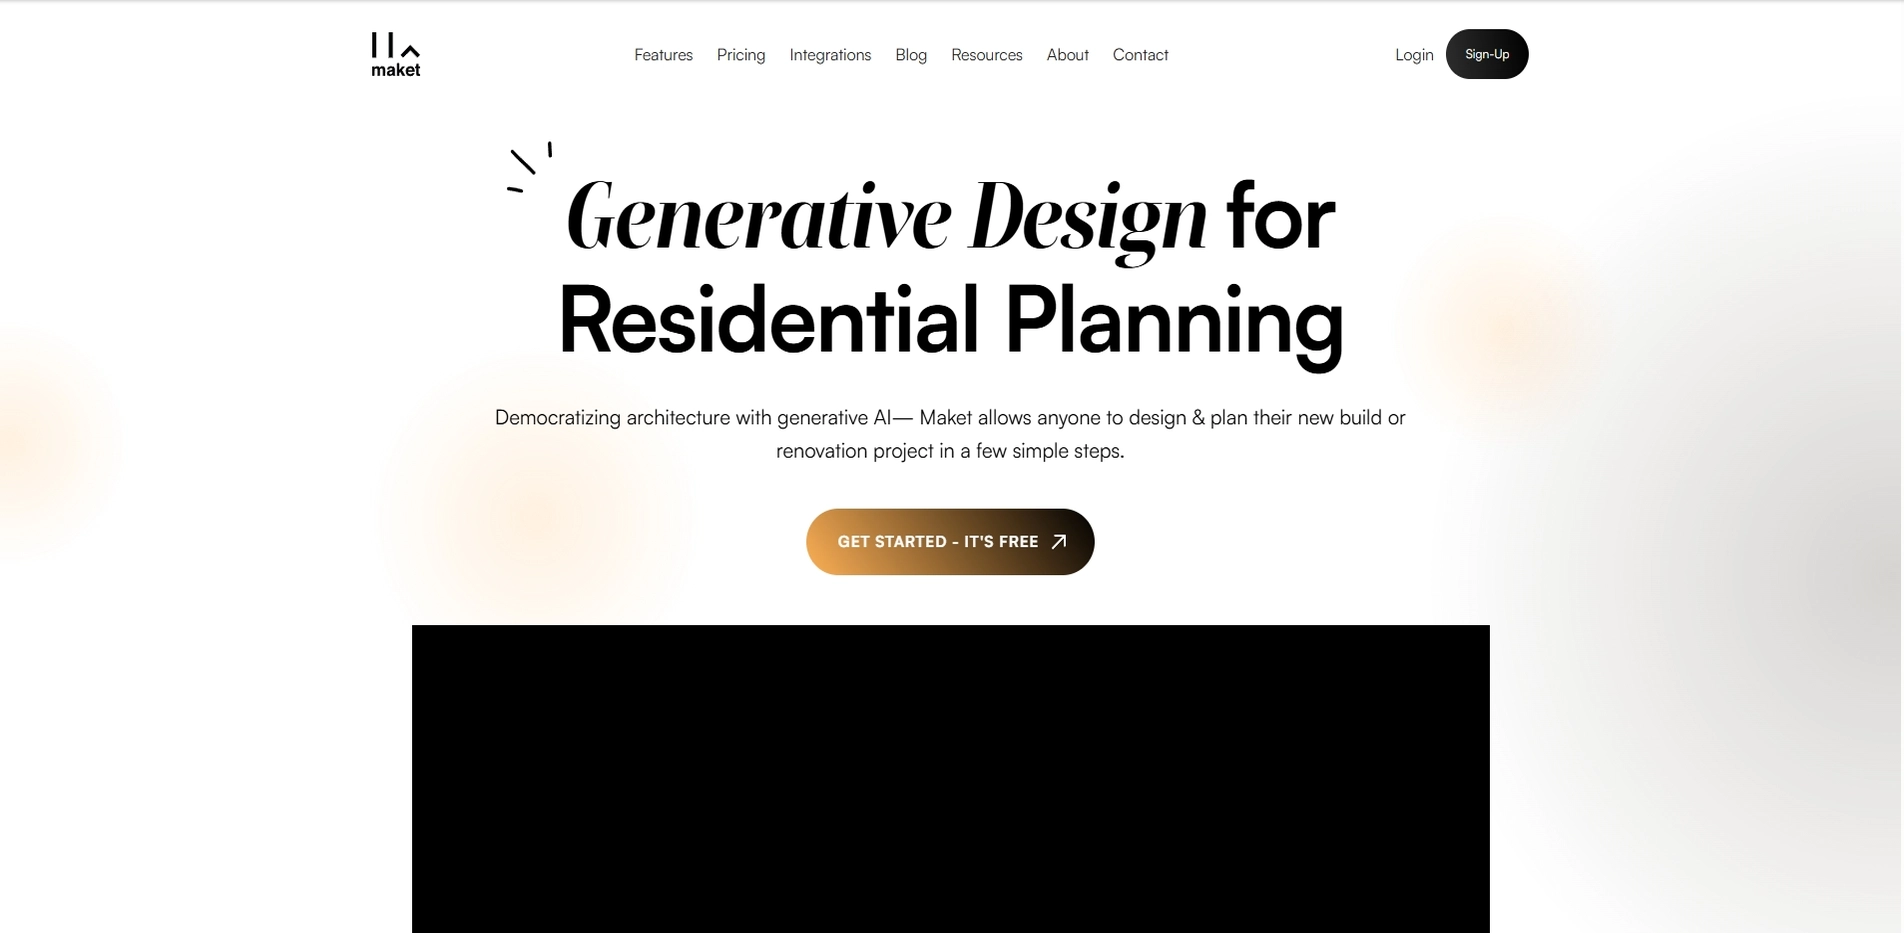 maket
Features
Pricing
Integrations
Blog
Resources
About
Contact
Login
Sign-Up
Generative Design for
Residential Planning
Democratizing architecture with generative AI— Maket allows anyone to design & plan their new build or
renovation project in a few simple steps.
GET STARTED - IT'S FREE